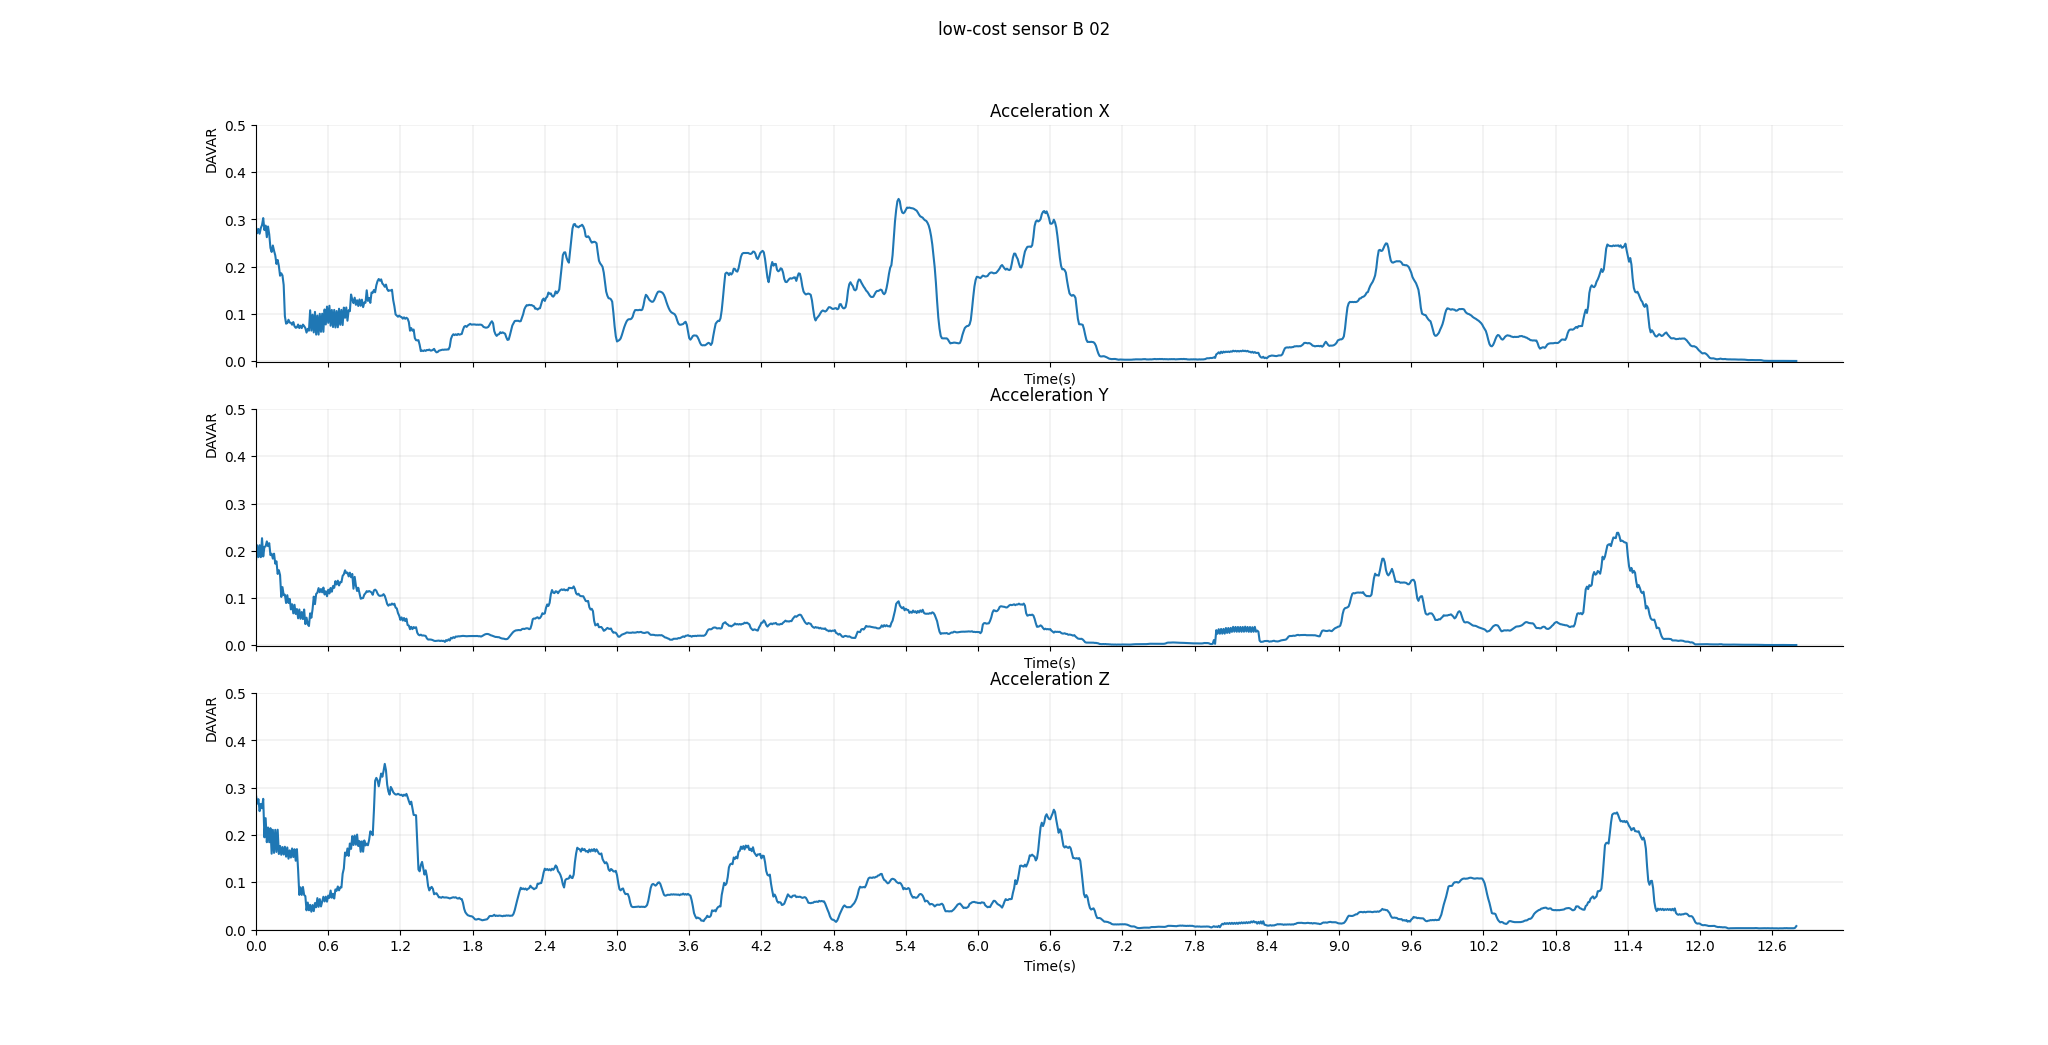 low-cost sensor B 02
Acceleration X
DAVAR
0.5
0.4
0.3
0.2
0.1
0.0
Time(s)
Acceleration Y
DAVAR
0.5
0.4
0.3
0.2
0.1
0.0
Time(s)
Acceleration Z
DAVAR
0.5
0.4
0.3
0.2
0.1
0.0
0.0 0.6 1.2 1.8 2.4 3.0 3.6 4.2 4.8 5.4 6.0 6.6 7.2 7.8 8.4 9.0 9.6 10.2 10.8 11.4 12.0 12.6
Time(s)